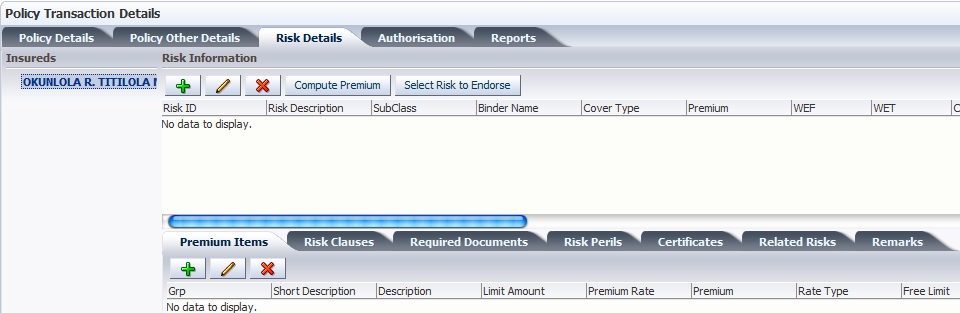 Policy Transaction Details
Policy Details Policy Other Details Risk Details Authorisation Reports
Insureds Risk Information
OKUNLOLA R. TITILOLA
Compute Premium Select Risk to Endorse
Risk ID Risk Description SubClass Binder Name Cover Type Premium WEF WET
No data to display.
Premium Items Risk Clauses Required Documents Risk Perils Certificates Related Risks Remarks
Grp Short Description Description Limit Amount Premium Rate Premium Rate Type Free Limit
No data to display.